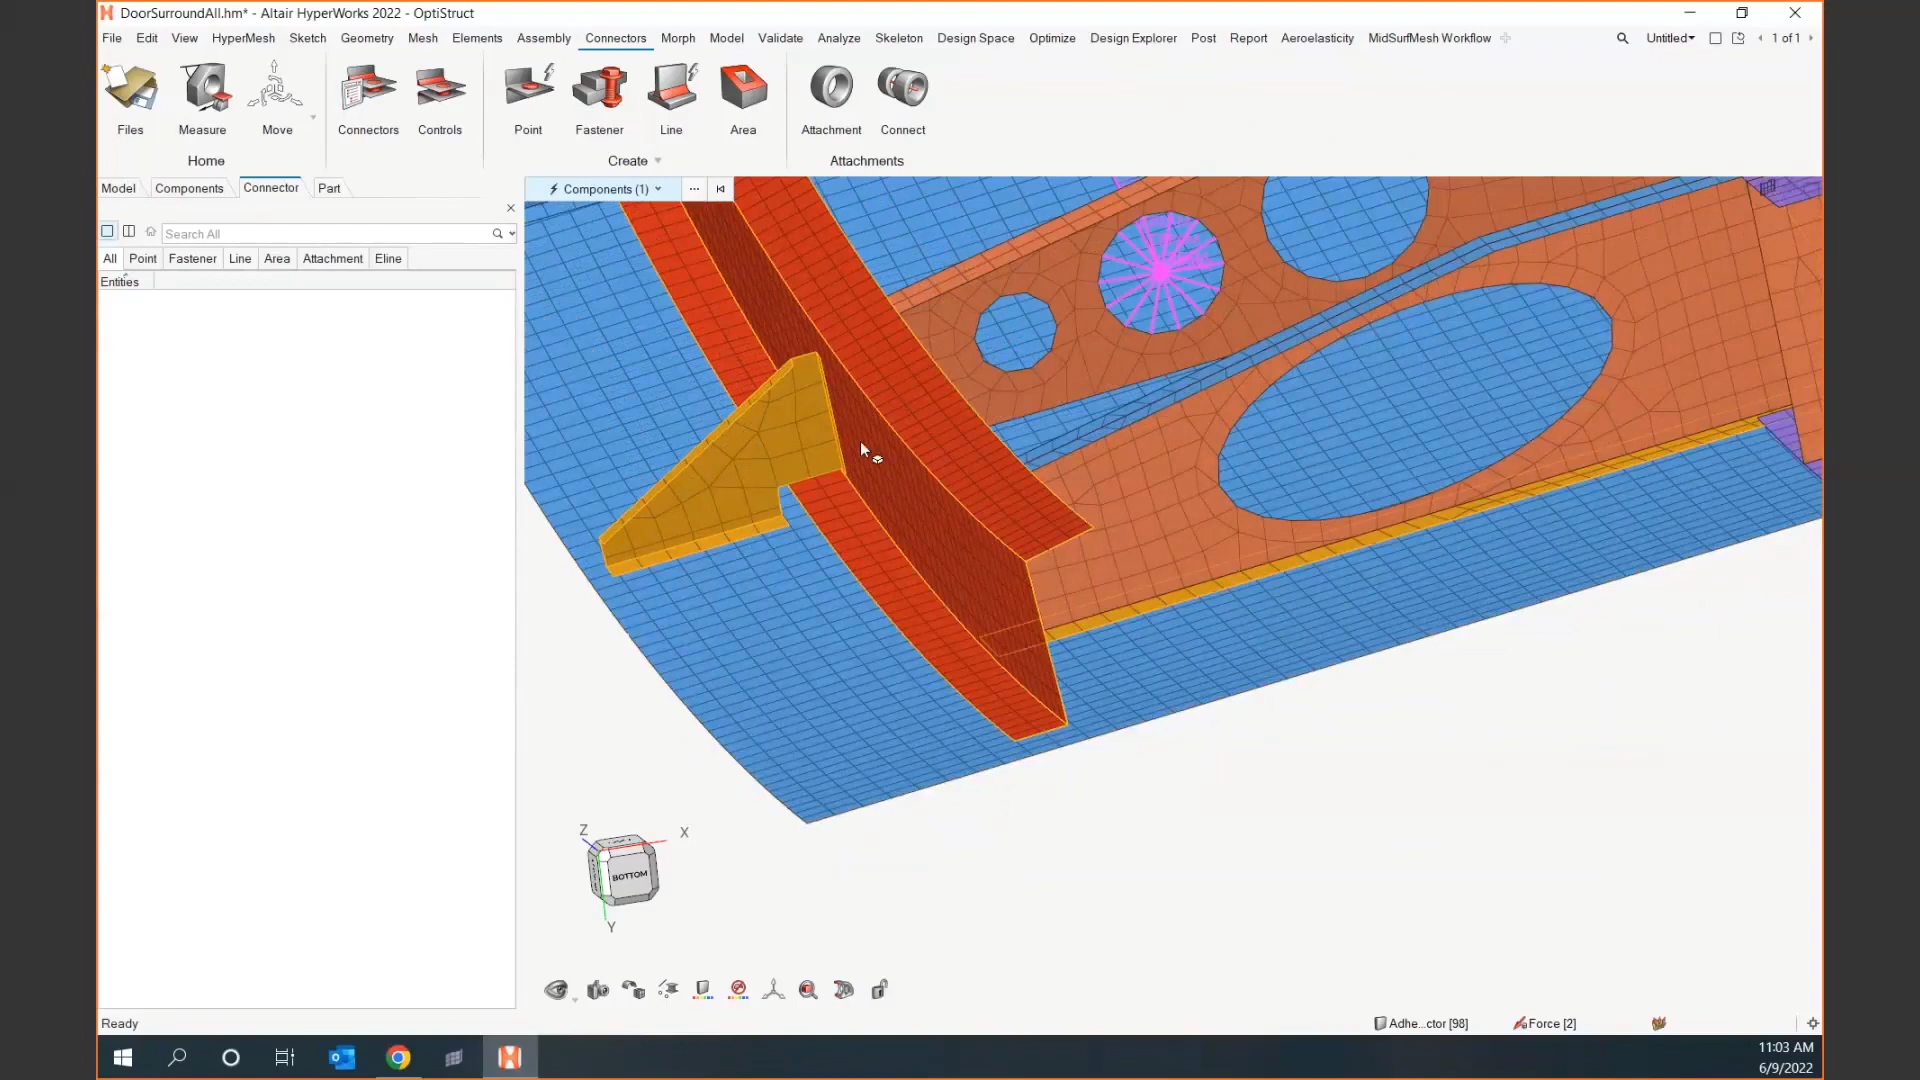 DoorSurroundAll.hm* - Altair HyperWorks 2022 - OptiStruct
File Edit View HyperMesh Sketch Geometry Mesh Elements Assembly Connectors Morph Model Validate Analyze Skeleton Design Space Optimize Design Explorer Post Report Aeroelasticity MidSurfMesh Workflow Untitled 1 of 1
Files Measure Move Connectors Controls Point Fastener Line Area Attachment Connect
Home Create Attachments
Model Components Connector Part Components (1)
Search All
All Point Fastener Line Area Attachment Eline
Entities
Z X
BOTTOM
Y
Ready Adhe...ctor [98] Force [2]
11:03 AM
6/9/2022